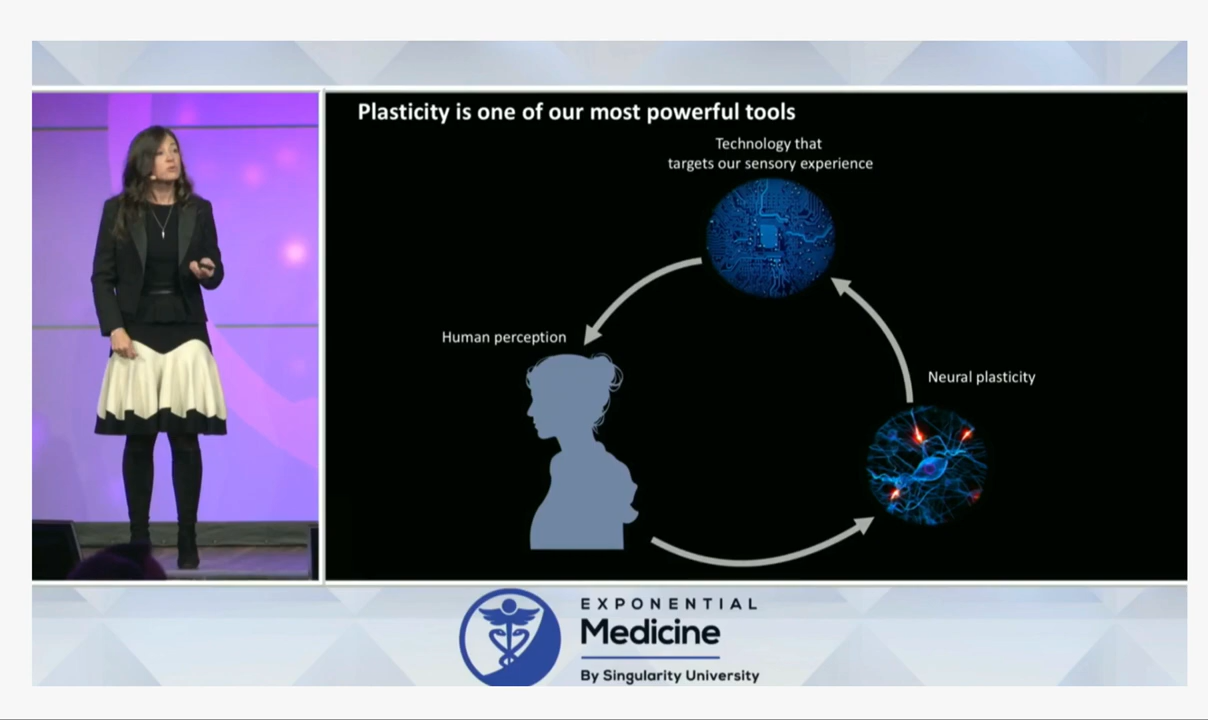 Plasticity is one of our most powerful tools
Technology that
targets our sensory experience
Human perception
Neural plasticity
EXPONENTIAL
Medicine
By Singularity University